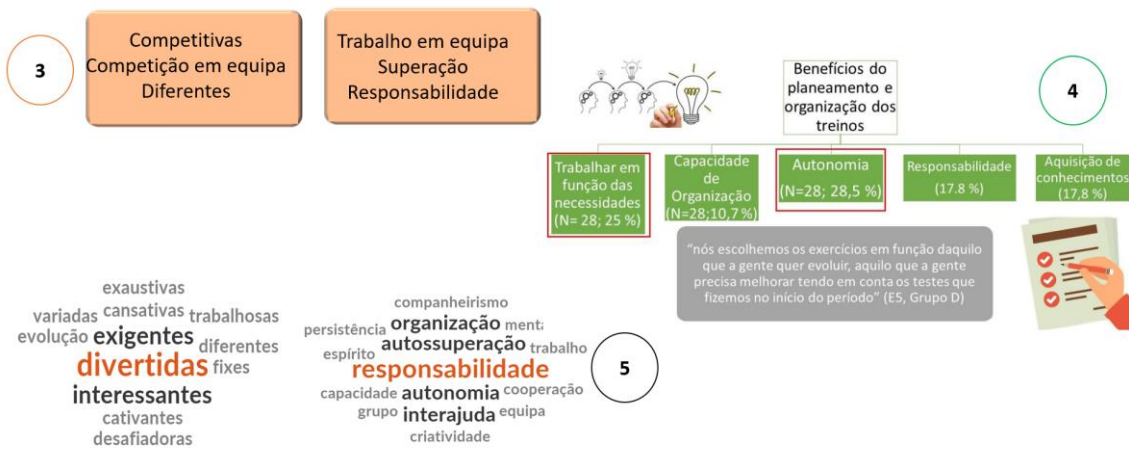 3
Competitivas
Competição em equipa
Diferentes
Trabalho em equipa
Superação
Responsabilidade
4
Benefícios do
planeamento e
organização dos
treinos
Trabalhar em
função das
necessidades
(N= 28; 25 %)
Capacidade
de
Organização
(N=28;10,7 %)
Autonomia
(N=28; 28,5 %)
Responsabilidade
(17.8 %)
Aquisição de
conhecimentos
(17,8 %)
"nós escolhemos os exercícios em função daquilo
que a gente quer evoluir, aquilo que a gente
precisa melhorar tendo em conta os testes que
fizemos no início do período" (E5, Grupo D)
exaustivas
variadas cansativas trabalhosas
evolução exigentes diferentes
divertidas fixes
interessantes
cativantes
desafiadoras
companheirismo
persistência organização menta
espírito autossuperação trabalho
responsabilidade
capacidade autonomia cooperação
grupo interajuda equipa
criatividade
5